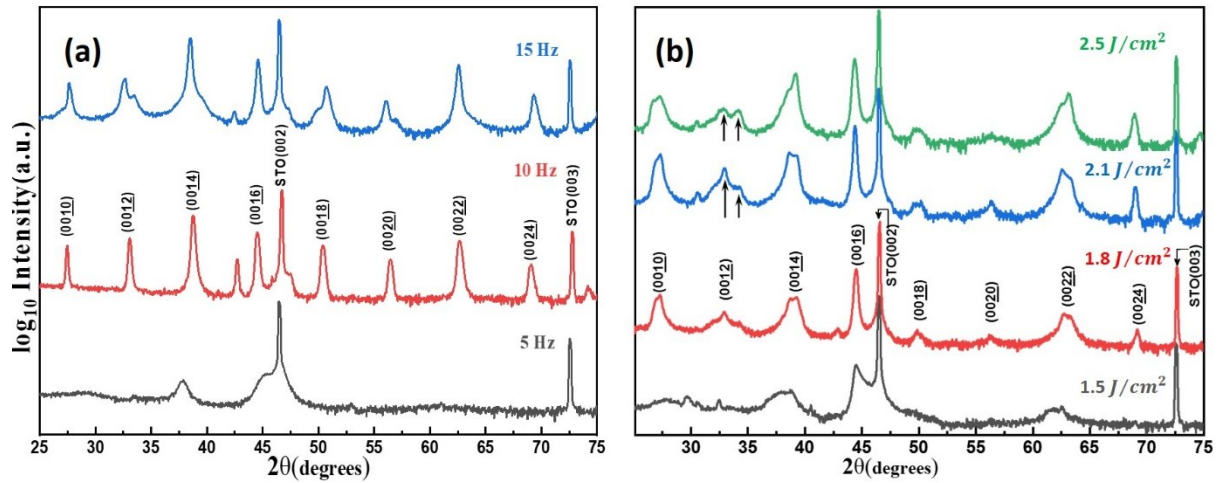 (a)
15 Hz
10 Hz
5 Hz
(0010)
(0012)
(0014)
(0016)
STO(002)
(0018)
(0020)
(0022)
(0024)
STO(003)
log10 Intensity(a.u.)
25 30 35 40 45 50 55 60 65 70 75
2θ(degrees)
(b)
2.5 J/cm²
2.1 J/cm²
1.8 J/cm²
1.5 J/cm²
(0010)
(0012)
(0014)
(0016)
STO(002)
(0018)
(0020)
(0022)
(0024)
STO(003)
25 30 35 40 45 50 55 60 65 70 75
2θ(degrees)